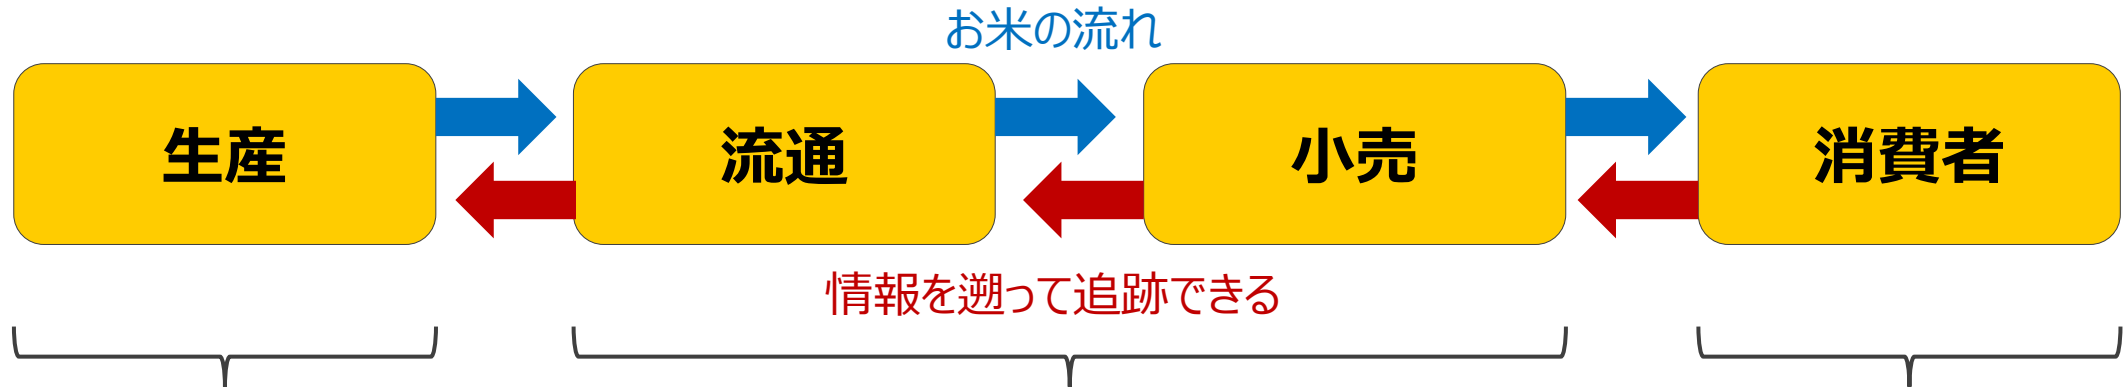 お米の流れ
生産
流通
小売
消費者
情報を遡って追跡できる